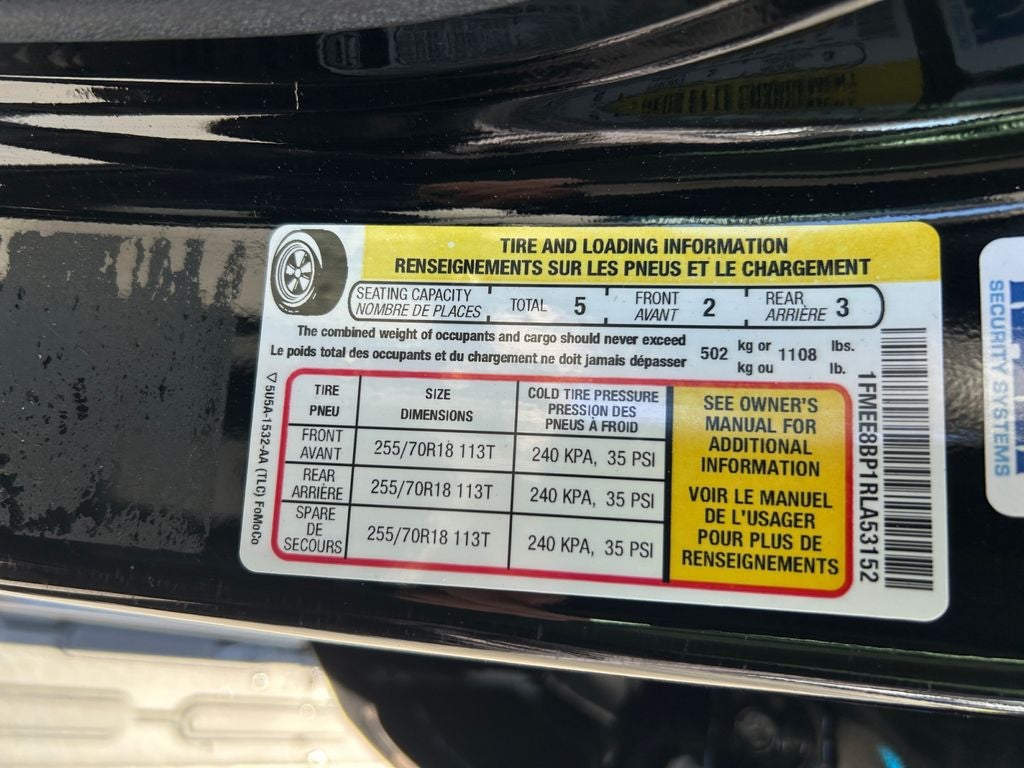 TIRE AND LOADING INFORMATION
RENSEIGNEMENTS SUR LES PNEUS ET LE CHARGEMENT
SEATING CAPACITY
NOMBRE DE PLACES
TOTAL 5
FRONT
AVANT
2
REAR
ARRIÈRE
3
The combined weight of occupants and cargo should never exceed
Le poids total des occupants et du chargement ne doit jamais dépasser
502
kg or
kg ou
1108
lbs.
lb.
TIRE
PNEU
SIZE
DIMENSIONS
COLD TIRE PRESSURE
PRESSION DES
PNEUS À FROID
FRONT
AVANT
255/70R18 113T
240 KPA, 35 PSI
REAR
ARRIÈRE
255/70R18 113T
240 KPA, 35 PSI
SPARE
DE
SECOURS
255/70R18 113T
240 KPA, 35 PSI
SEE OWNER'S
MANUAL FOR
ADDITIONAL
INFORMATION
VOIR LE MANUEL
DE L'USAGER
POUR PLUS DE
RENSEIGNEMENTS
5U5A-1532-AA (TLC) FoMoCo
1FMEE8BP1RLA53152
SECURITY SYSTEMS